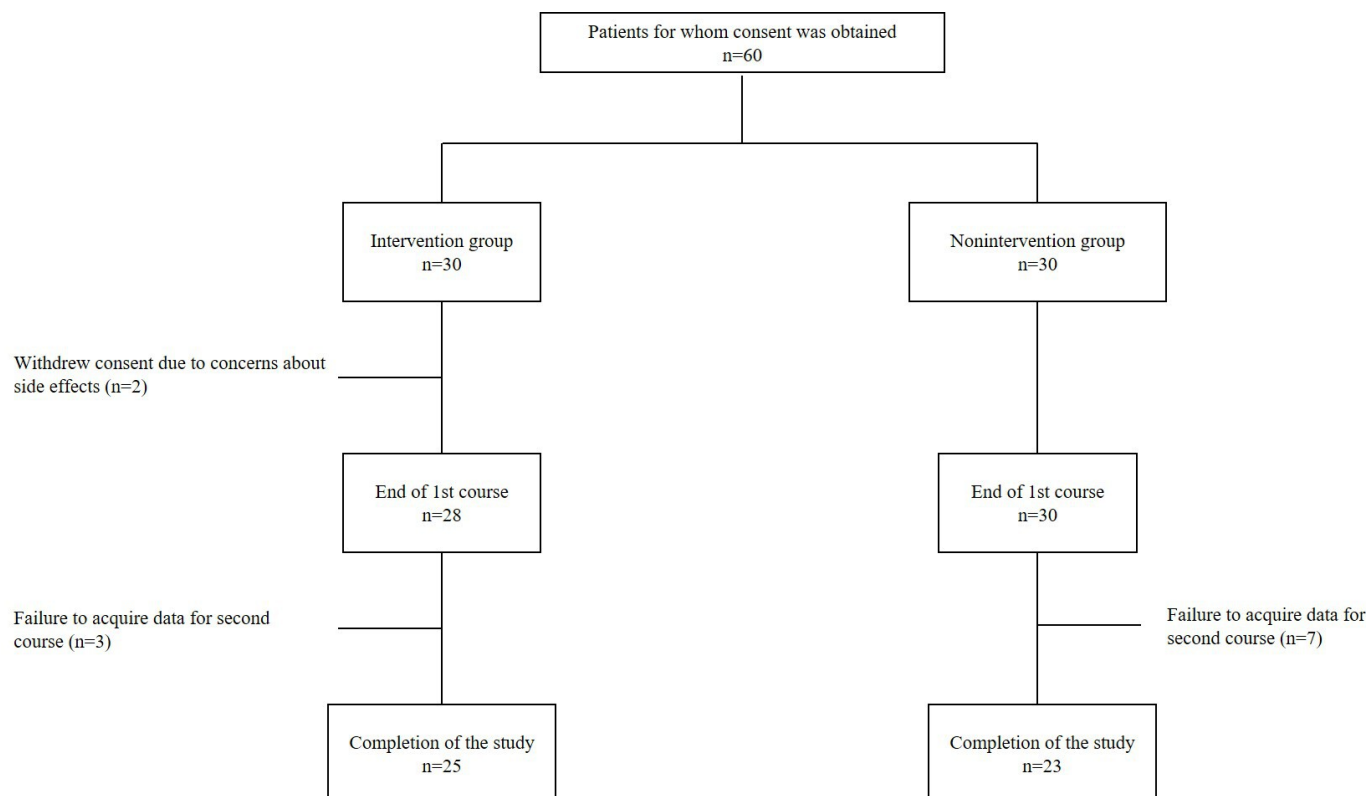 Patients for whom consent was obtained
n=60
Intervention group
n=30
Nonintervention group
n=30
Withdrew consent due to concerns about
side effects (n=2)
End of 1st course
n=28
End of 1st course
n=30
Failure to acquire data for second
course (n=3)
Failure to acquire data for
second course (n=7)
Completion of the study
n=25
Completion of the study
n=23